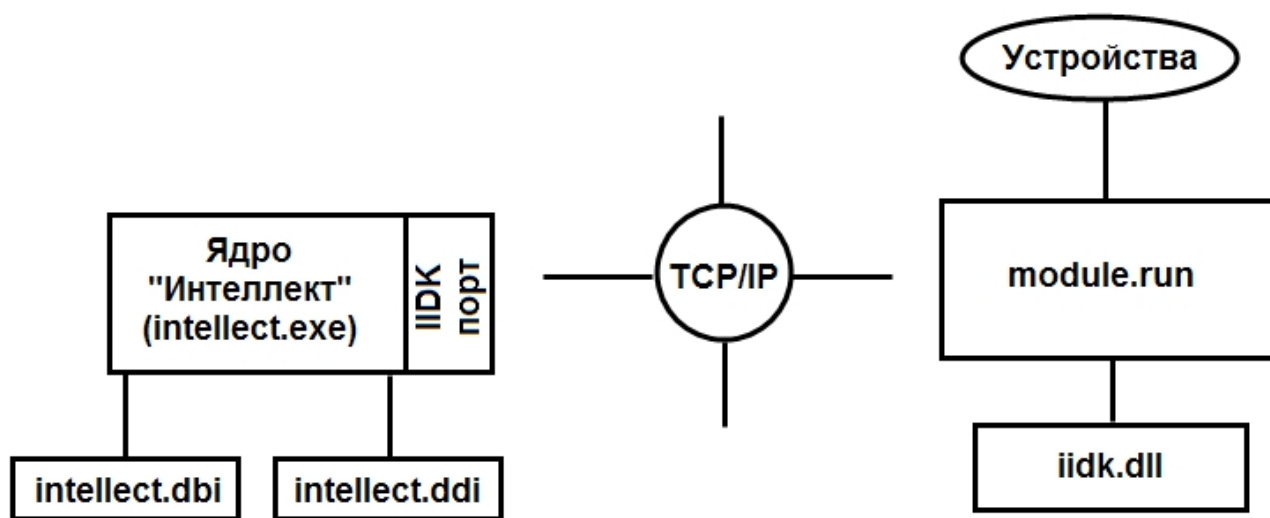 Устройства
Ядро
"Интеллект"
(intellect.exe)
IIDK
порт
TCP/IP
module.run
intellect.dbi
intellect.ddi
iidk.dll